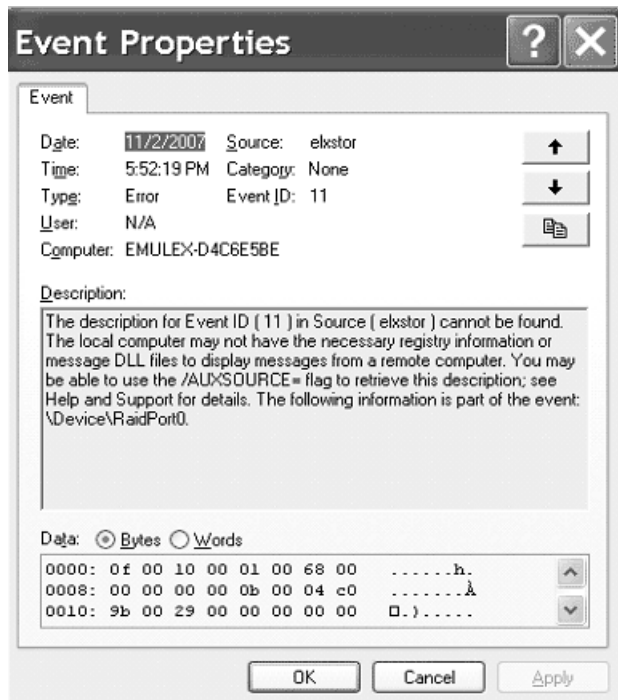 Event Properties
Event
Date: 11/2/2007 Source: elxstor
Time: 5:52:19 PM Category: None
Type: Error Event ID: 11
User: N/A
Computer: EMULEX-D4C6E5BE
Description:
The description for Event ID ( 11 ) in Source ( elxstor ) cannot be found.
The local computer may not have the necessary registry information or
message DLL files to display messages from a remote computer. You may
be able to use the /AUXSOURCE= flag to retrieve this description; see
Help and Support for details. The following information is part of the event:
\Device\RaidPort0.
Data: Bytes Words
0000: 0f 00 10 00 01 00 68 00 ......h.
0008: 00 00 00 00 0b 00 04 c0 .......À
0010: 9b 00 29 00 00 00 00 00 □.).....
OK Cancel Apply